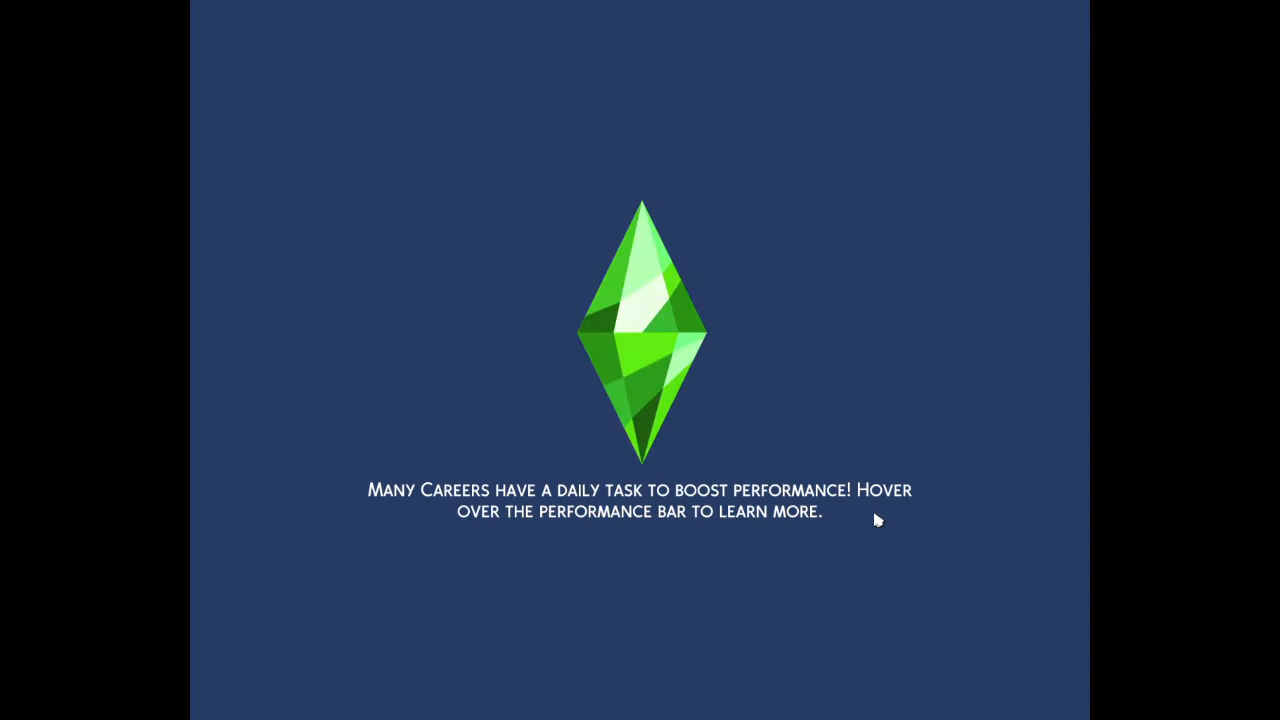 Many Careers have a daily task to boost performance! Hover
over the performance bar to learn more.